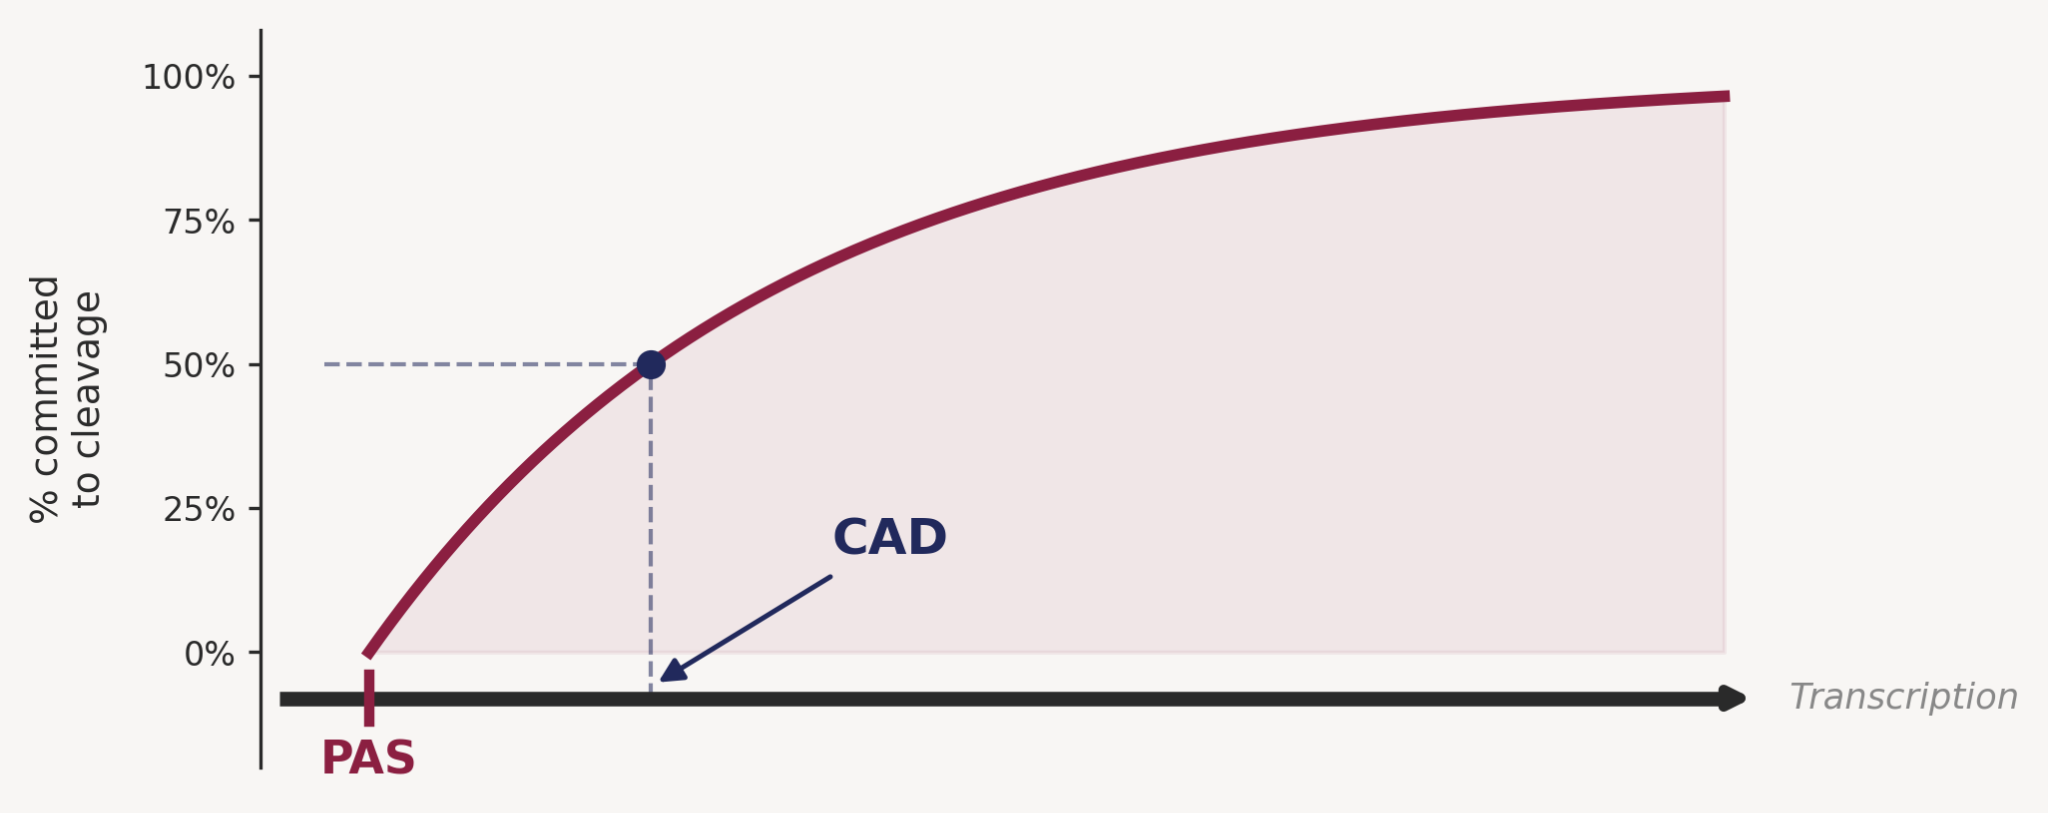 100%
75%
50%
25%
0%
% committed
to cleavage
CAD
PAS
Transcription